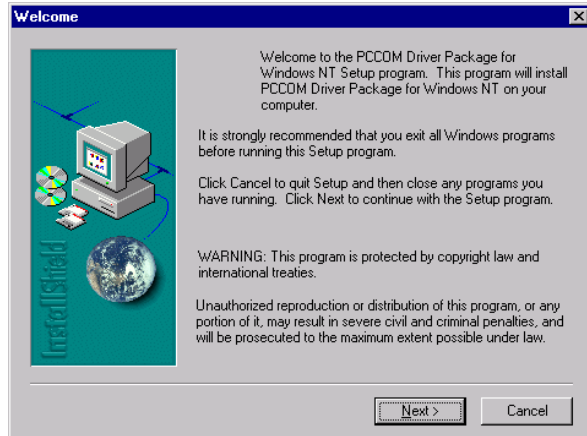 Welcome
Welcome to the PCCOM Driver Package for
Windows NT Setup program. This program will install
PCCOM Driver Package for Windows NT on your
computer.
It is strongly recommended that you exit all Windows programs
before running this Setup program.
Click Cancel to quit Setup and then close any programs you
have running. Click Next to continue with the Setup program.
WARNING: This program is protected by copyright law and
international treaties.
Unauthorized reproduction or distribution of this program, or any
portion of it, may result in severe civil and criminal penalties, and
will be prosecuted to the maximum extent possible under law.
InstallShield
Next >
Cancel